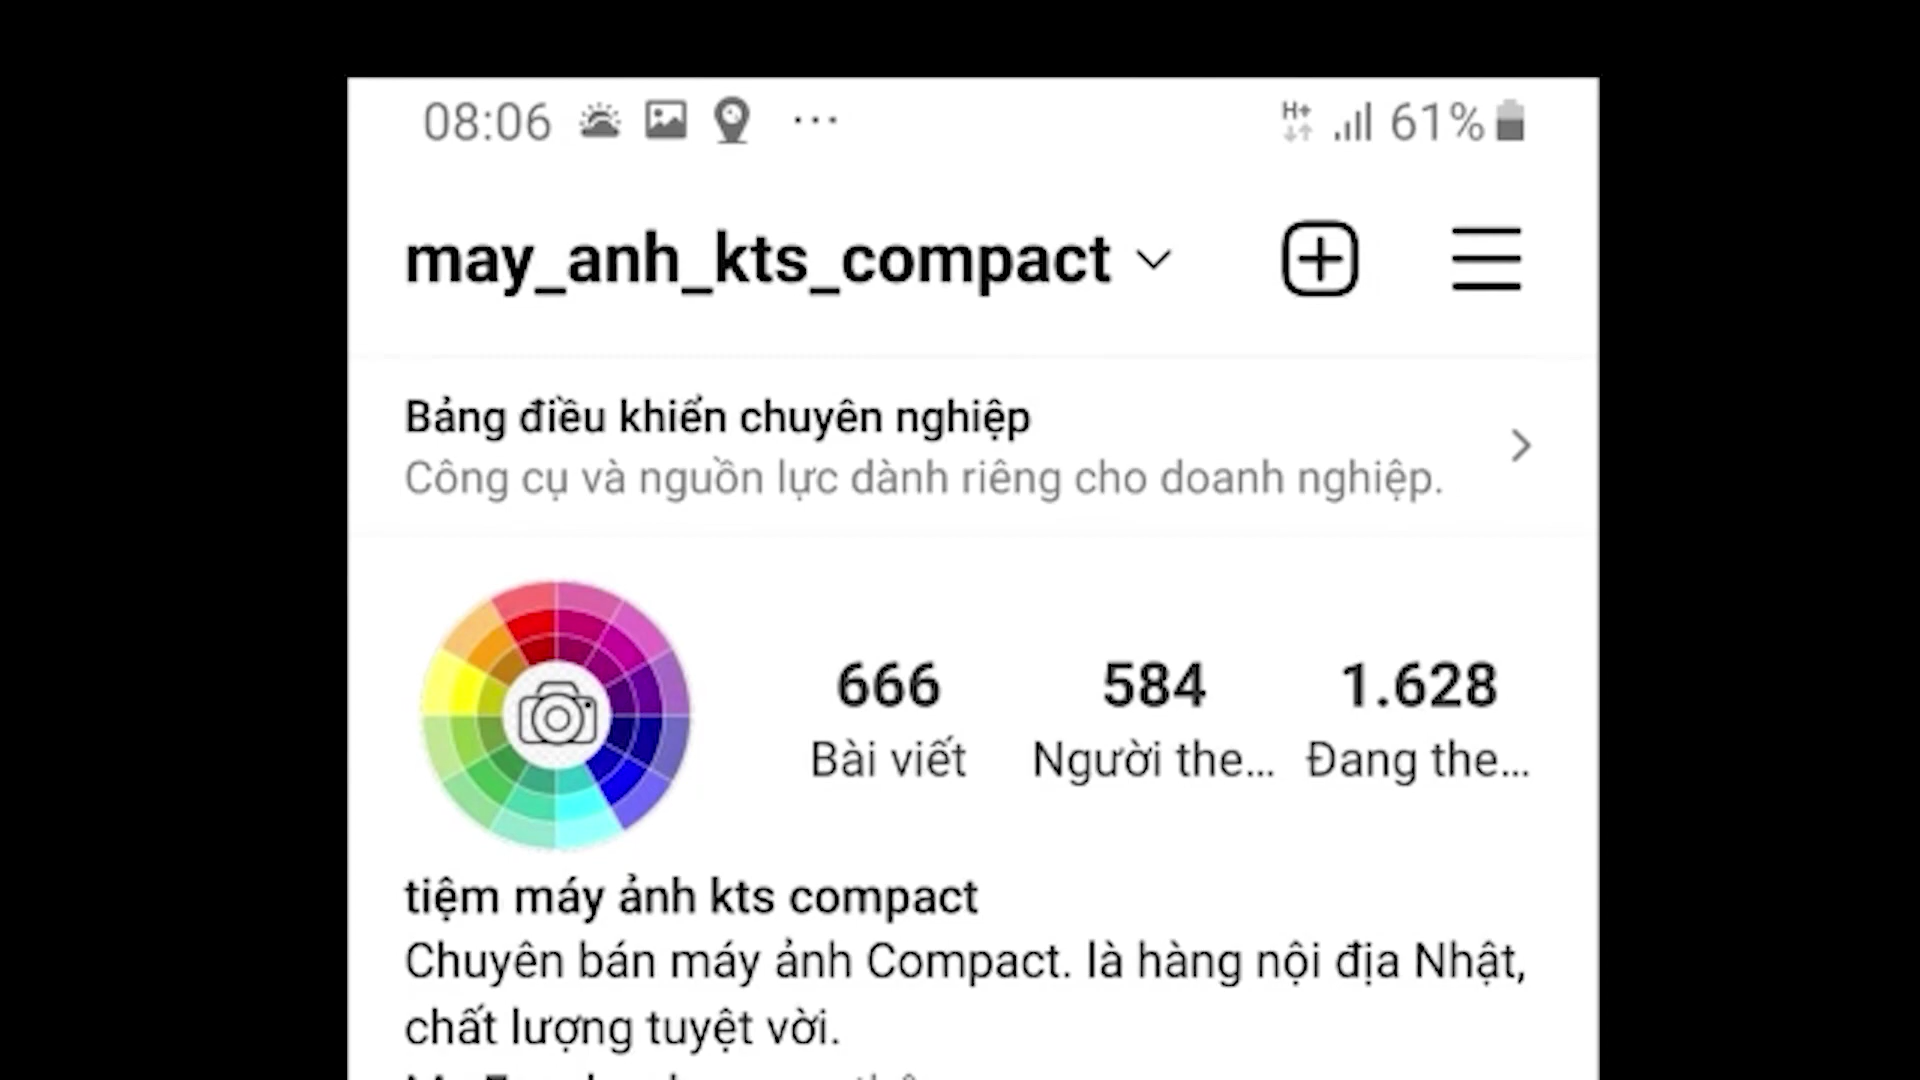 08:06 ... H+ 61%
may_anh_kts_compact
Bảng điều khiển chuyên nghiệp
Công cụ và nguồn lực dành riêng cho doanh nghiệp.
666 584 1.628
Bài viết Người the... Đang the...
tiệm máy ảnh kts compact
Chuyên bán máy ảnh Compact. là hàng nội địa Nhật,
chất lượng tuyệt vời.